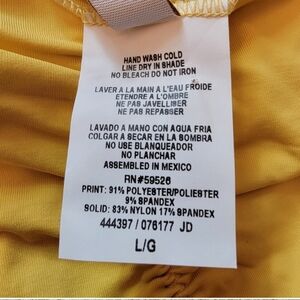 HAND WASH COLD
LINE DRY IN SHADE
NO BLEACH DO NOT IRON
LAVER A LA MAIN A L'EAU FROIDE
ETENDRE A L'OMBRE
NE PAS JAVELLISER
NE PAS REPASSER
LAVADO A MANO CON AGUA FRIA
COLGAR A SECAR EN LA SOMBRA
NO USE BLANQUEADOR
NO PLANCHAR
ASSEMBLED IN MEXICO
RN#59526
PRINT: 91% POLYESTER/POLIESTER
9% SPANDEX
SOLID: 83% NYLON 17% SPANDEX
444397 / 076177 JD
L/G